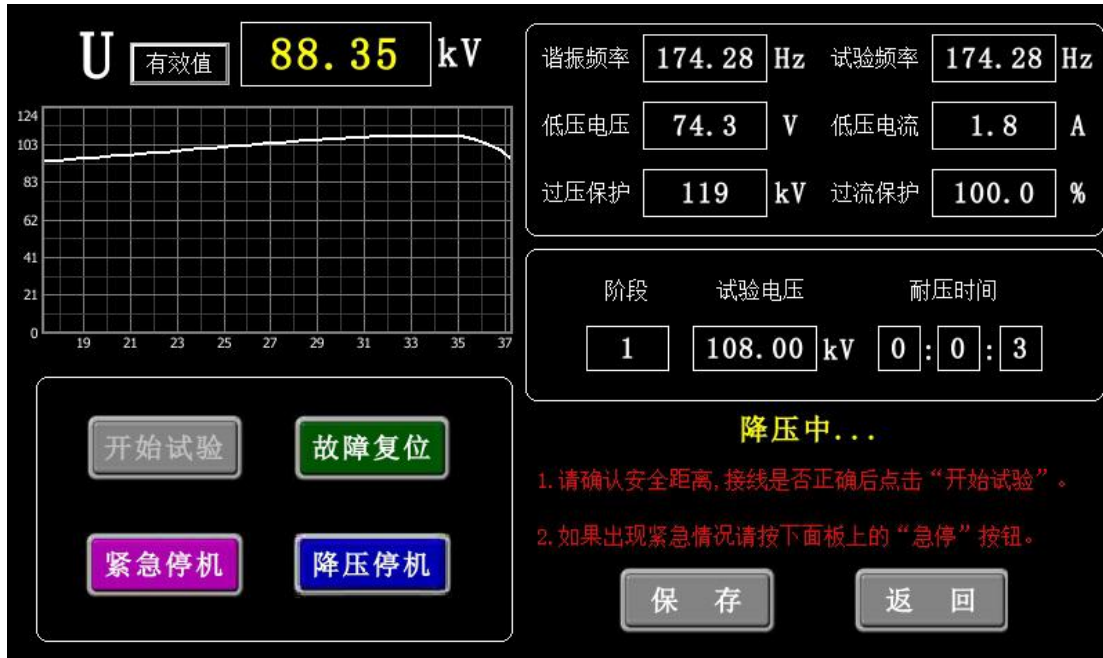 U 有效值 88.35 kV
124
103
83
62
41
21
0
19 21 23 25 27 29 31 33 35 37
谐振频率 174.28 Hz 试验频率 174.28 Hz
低压电压 74.3 V 低压电流 1.8 A
过压保护 119 kV 过流保护 100.0 %
阶段 试验电压 耐压时间
1 108.00 kV 0 : 0 : 3
开始试验 故障复位
紧急停机 降压停机
降压中...
1.请确认安全距离,接线是否正确后点击“开始试验”。
2.如果出现紧急情况请按下面板上的“急停”按钮。
保 存 返 回